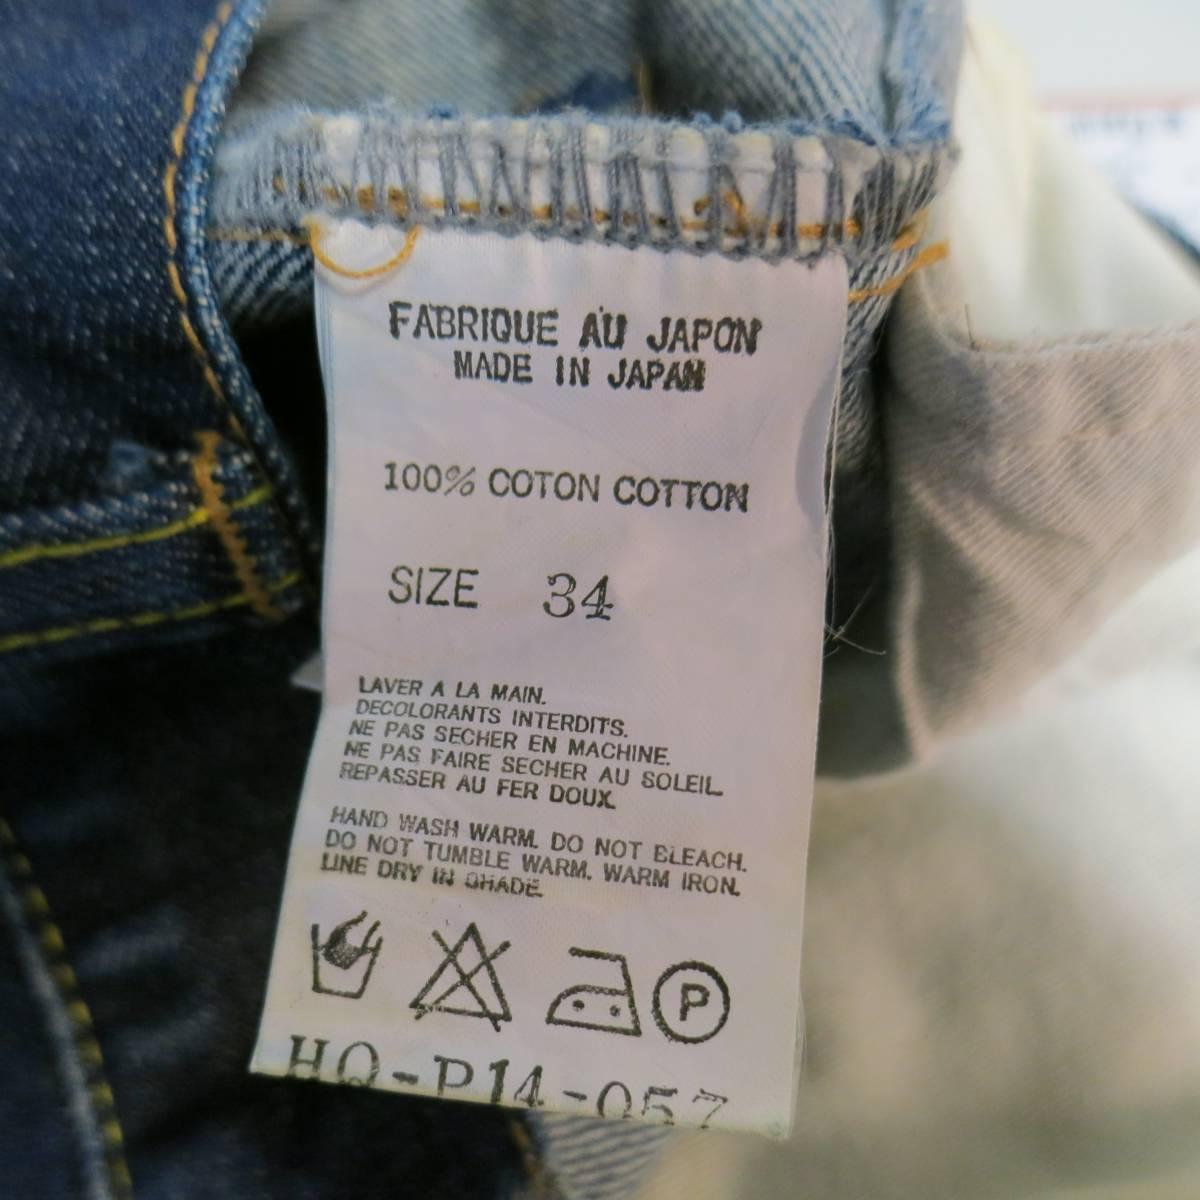 FABRIQUE AU JAPON
MADE IN JAPAN
100% COTON COTTON
SIZE 34
LAVER A LA MAIN.
DECOLORANTS INTERDITS.
NE PAS SECHER EN MACHINE.
NE PAS FAIRE SECHER AU SOLEIL.
REPASSER AU FER DOUX.
HAND WASH WARM. DO NOT BLEACH.
DO NOT TUMBLE WARM. WARM IRON.
LINE DRY IN SHADE.
P
HQ-P14-057